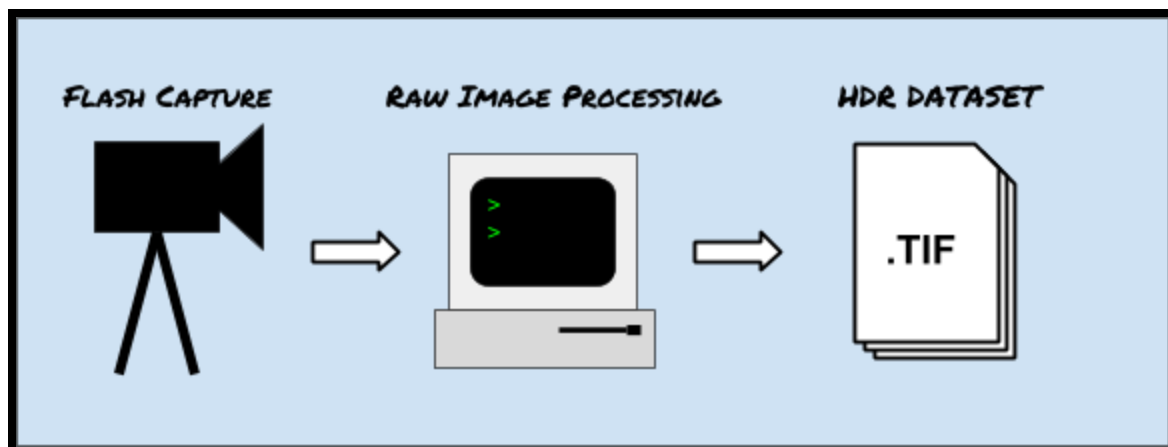 Flash Capture
Raw Image Processing
HDR DATASET
>
>
.TIF